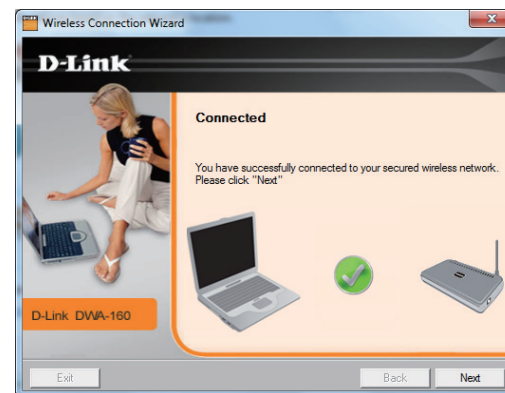 Wireless Connection Wizard
D-Link
Connected
You have successfully connected to your secured wireless network.
Please click "Next"
D-Link DWA-160
Exit
Back
Next